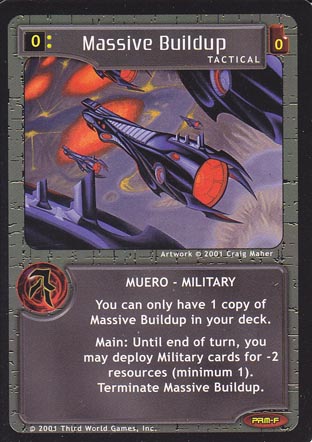 0:
Massive Buildup
0
TACTICAL
Artwork © 2001 Craig Maher
MUERO - MILITARY
You can only have 1 copy of
Massive Buildup in your deck.
Main: Until end of turn, you
may deploy Military cards for -2
resources (minimum 1).
Terminate Massive Buildup.
© 2001 Third World Games, Inc.
PRM-F